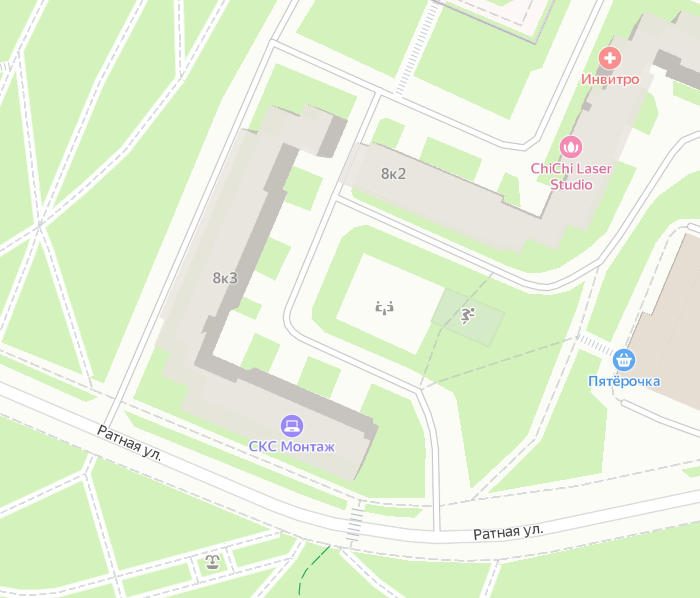 Инвитро
ChiChi Laser
Studio
8к2
8к3
Пятёрочка
СКС Монтаж
Ратная ул.
Ратная ул.